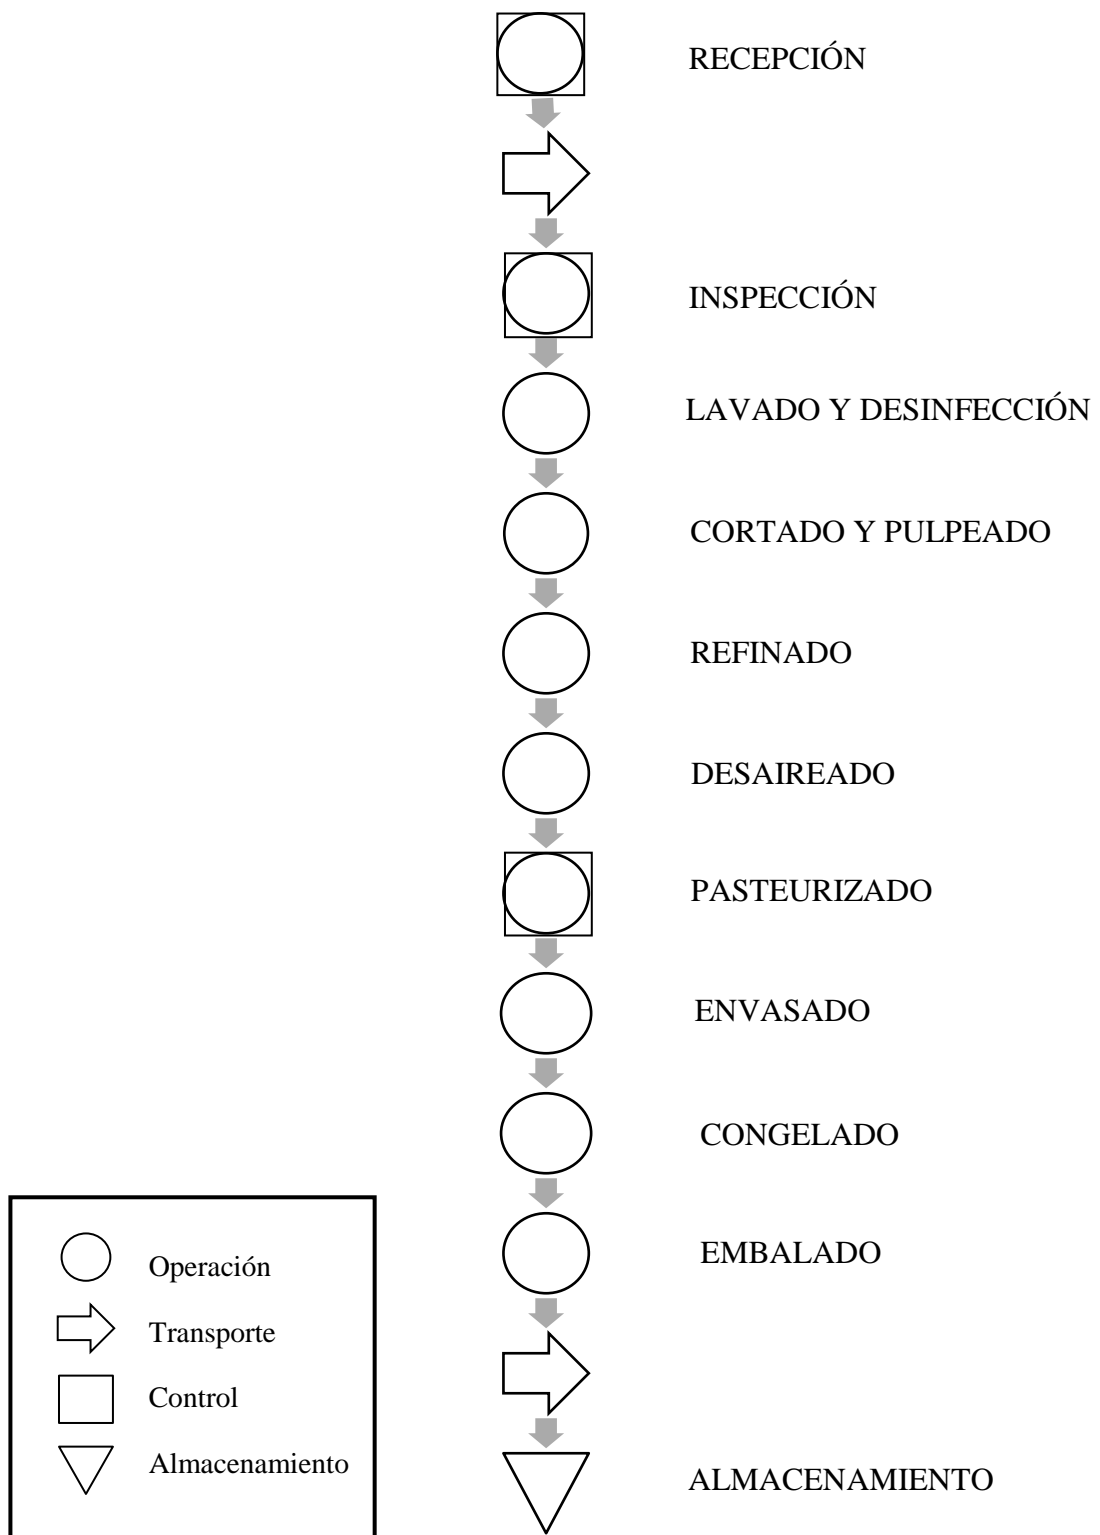 RECEPCIÓN
INSPECCIÓN
LAVADO Y DESINFECCIÓN
CORTADO Y PULPEADO
REFINADO
DESAIREADO
PASTEURIZADO
ENVASADO
CONGELADO
EMBALADO
ALMACENAMIENTO
Operación
Transporte
Control
Almacenamiento